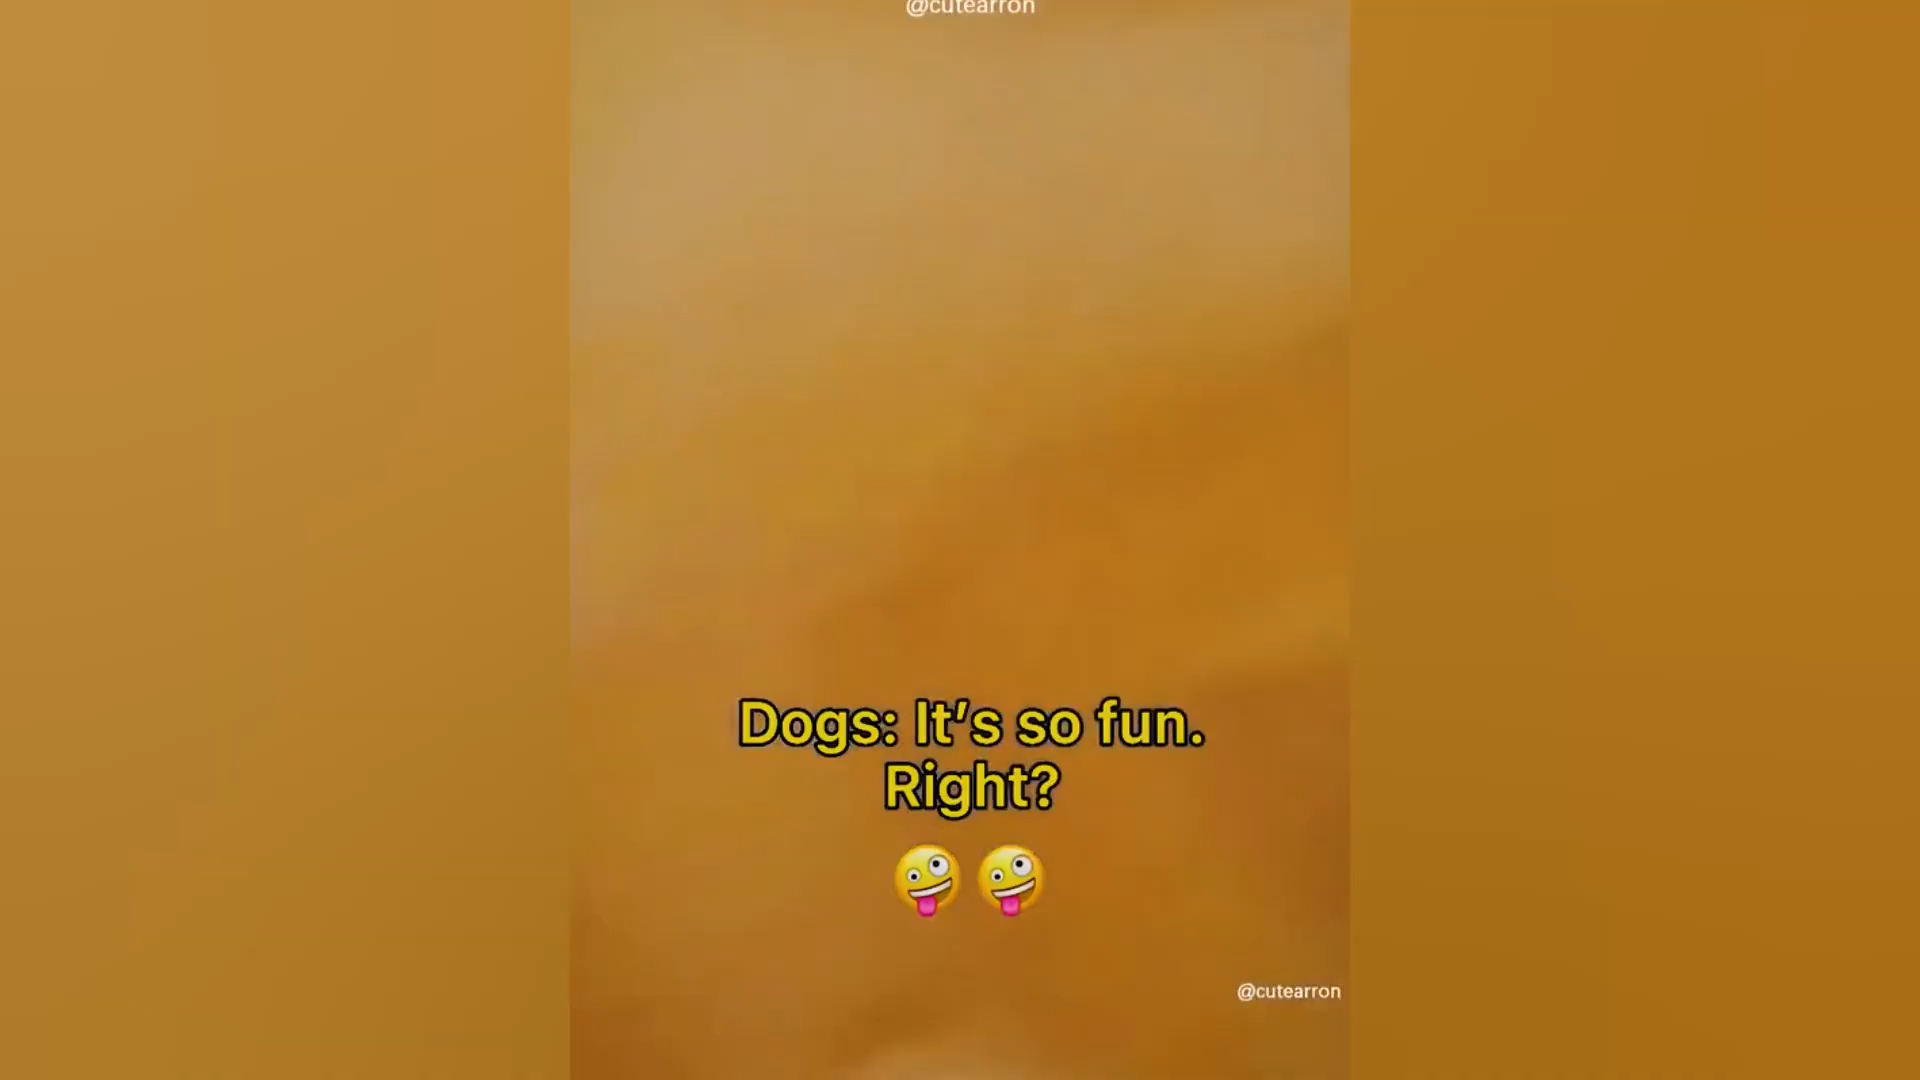 @cutearron
Dogs: It's so fun.
Right?
🤪 🤪
@cutearron